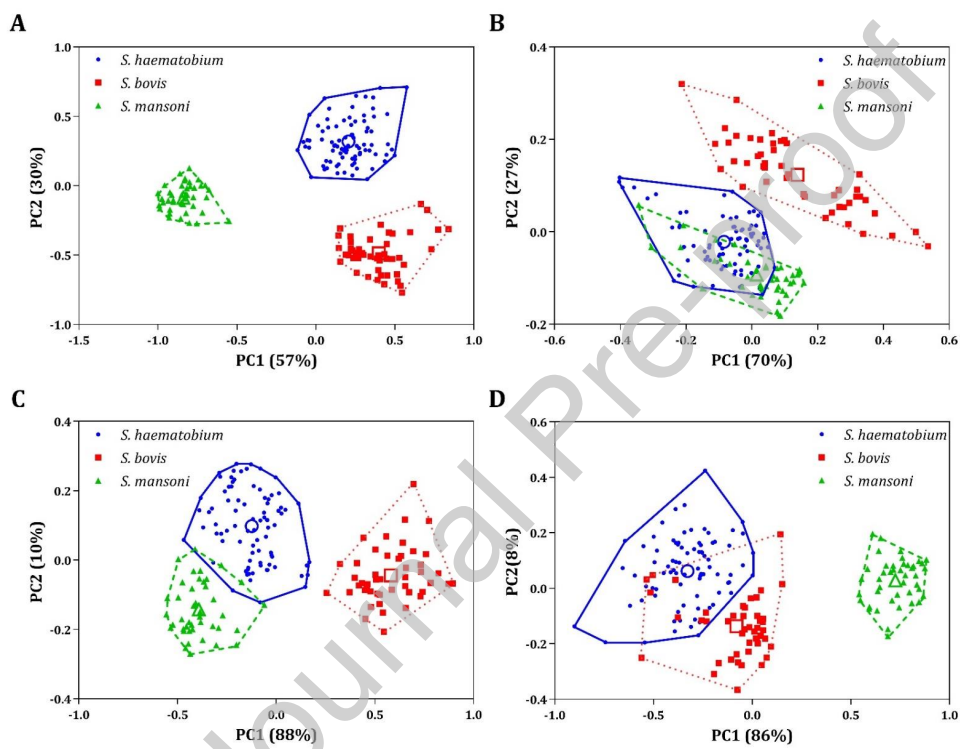 A
S. haematobium
S. bovis
S. mansoni
1.0
0.5
0.0
-0.5
-1.0
-1.5
-1.0
-0.5
0.0
0.5
1.0
PC2 (30%)
PC1 (57%)
B
S. haematobium
S. bovis
S. mansoni
0.4
0.2
0.0
-0.2
-0.6
-0.4
-0.2
0.0
0.2
0.4
0.6
PC2 (27%)
PC1 (70%)
C
S. haematobium
S. bovis
S. mansoni
0.4
0.2
0.0
-0.2
-0.4
-1.0
-0.5
0.0
0.5
1.0
PC2 (10%)
PC1 (88%)
D
S. haematobium
S. bovis
S. mansoni
0.6
0.4
0.2
0.0
-0.2
-0.4
-1.0
-0.5
0.0
0.5
1.0
PC2(8%)
PC1 (86%)
Journal Pre-proof